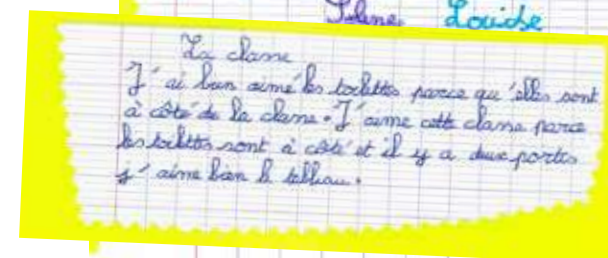 Louise
La classe
J'ai bien aimé les toilettes parce qu'elles sont
à côté de la classe. J'aime cette classe parce
les toilettes sont à côté et il y a deux portes
j'aime bien le tableau.